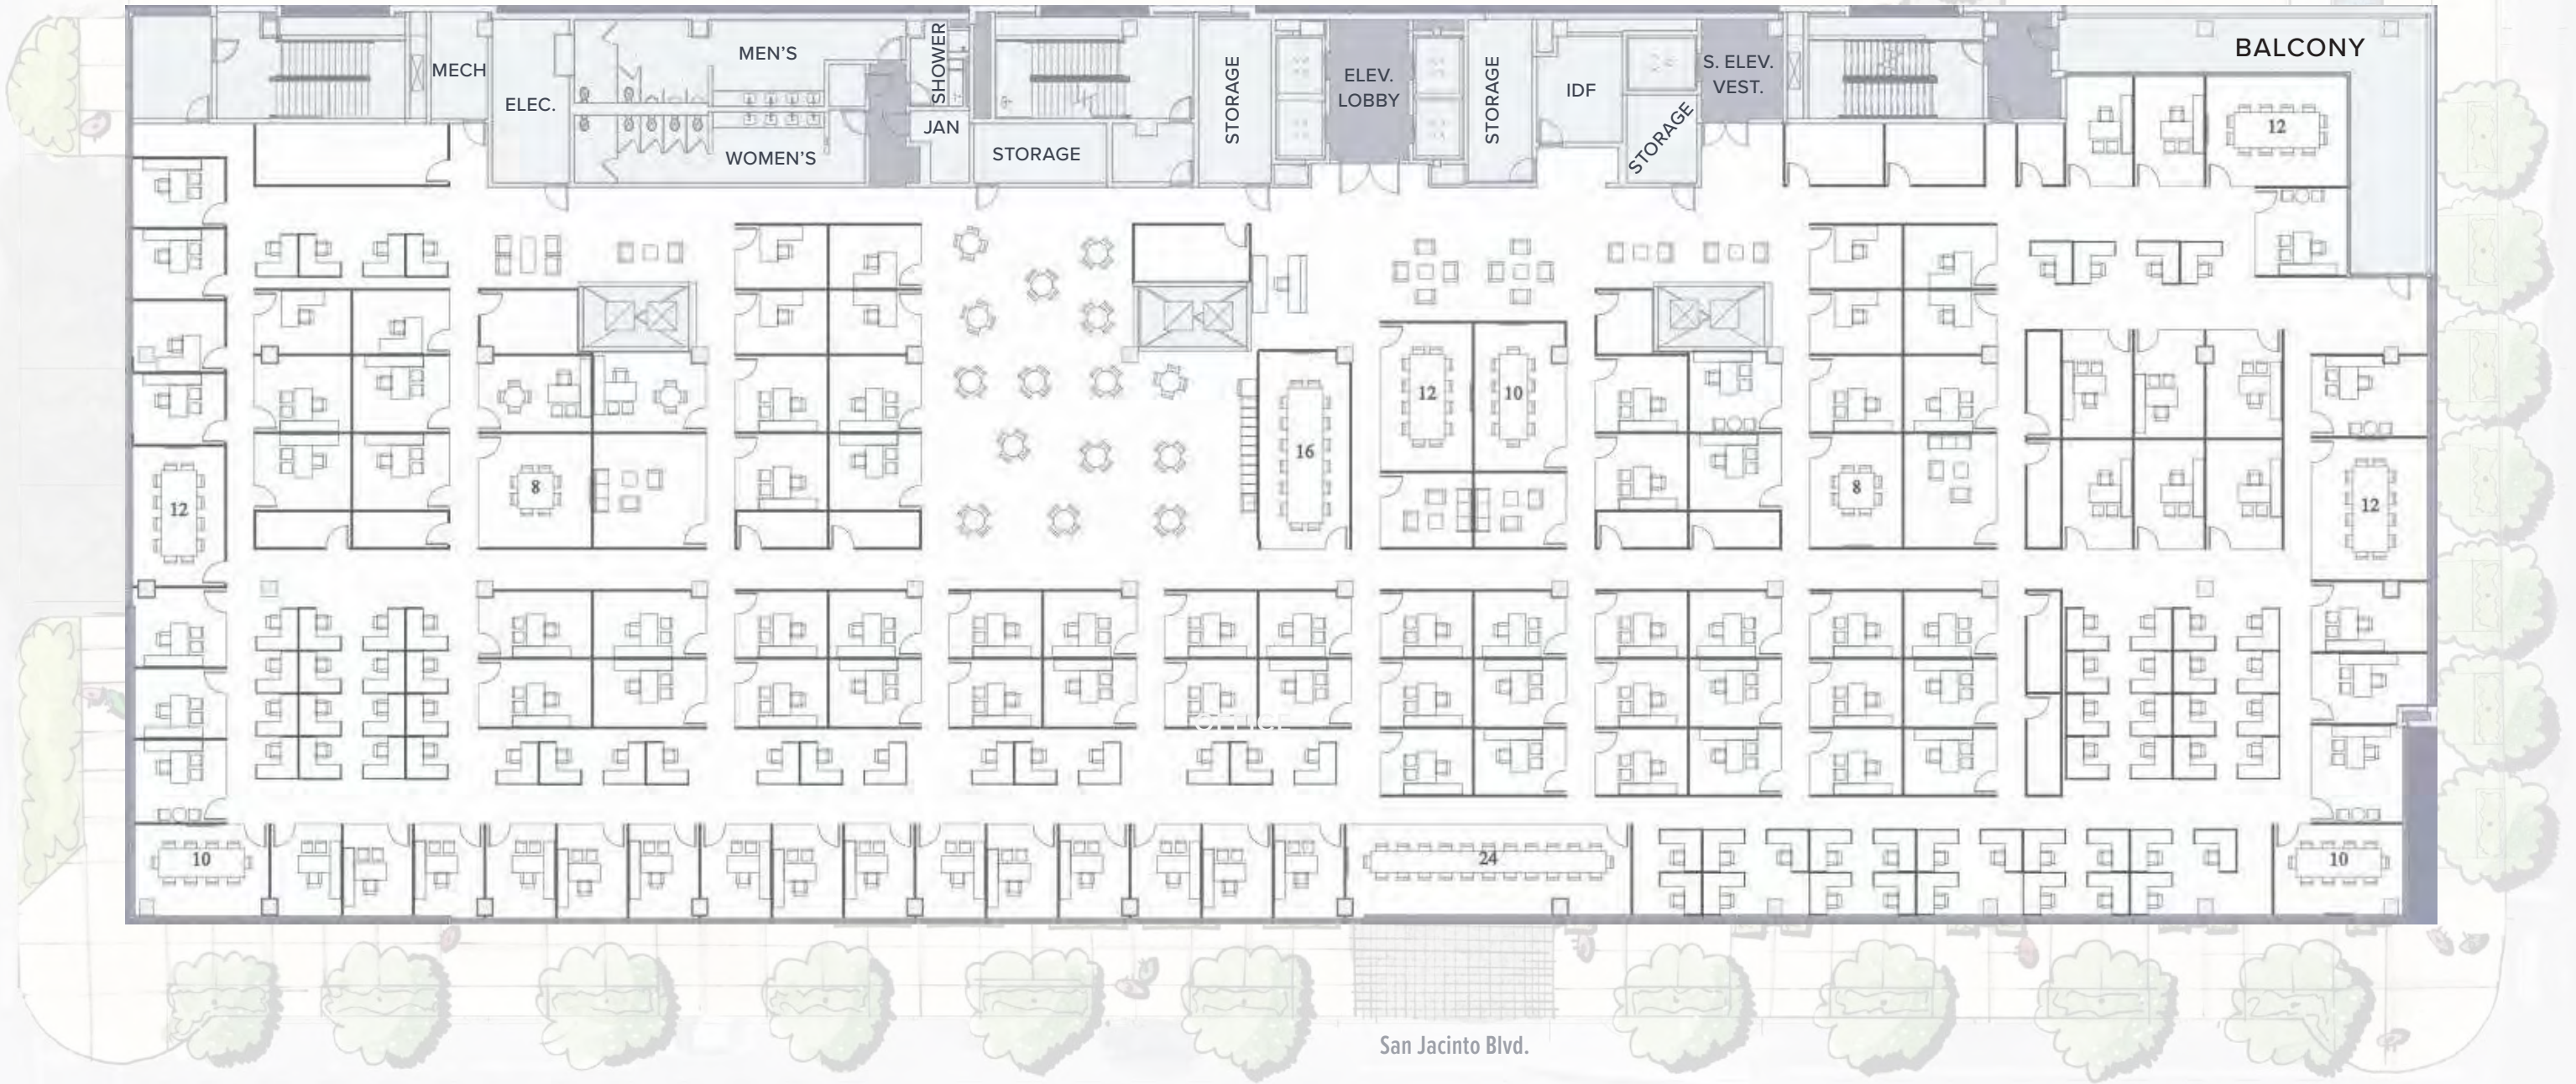 MECH
ELEC.
MEN'S
WOMEN'S
SHOWER
JAN
STORAGE
STORAGE
ELEV.
LOBBY
STORAGE
IDF
STORAGE
S. ELEV.
VEST.
BALCONY
12
12
10
16
8
12
8
12
OFFICE
10
24
10
San Jacinto Blvd.